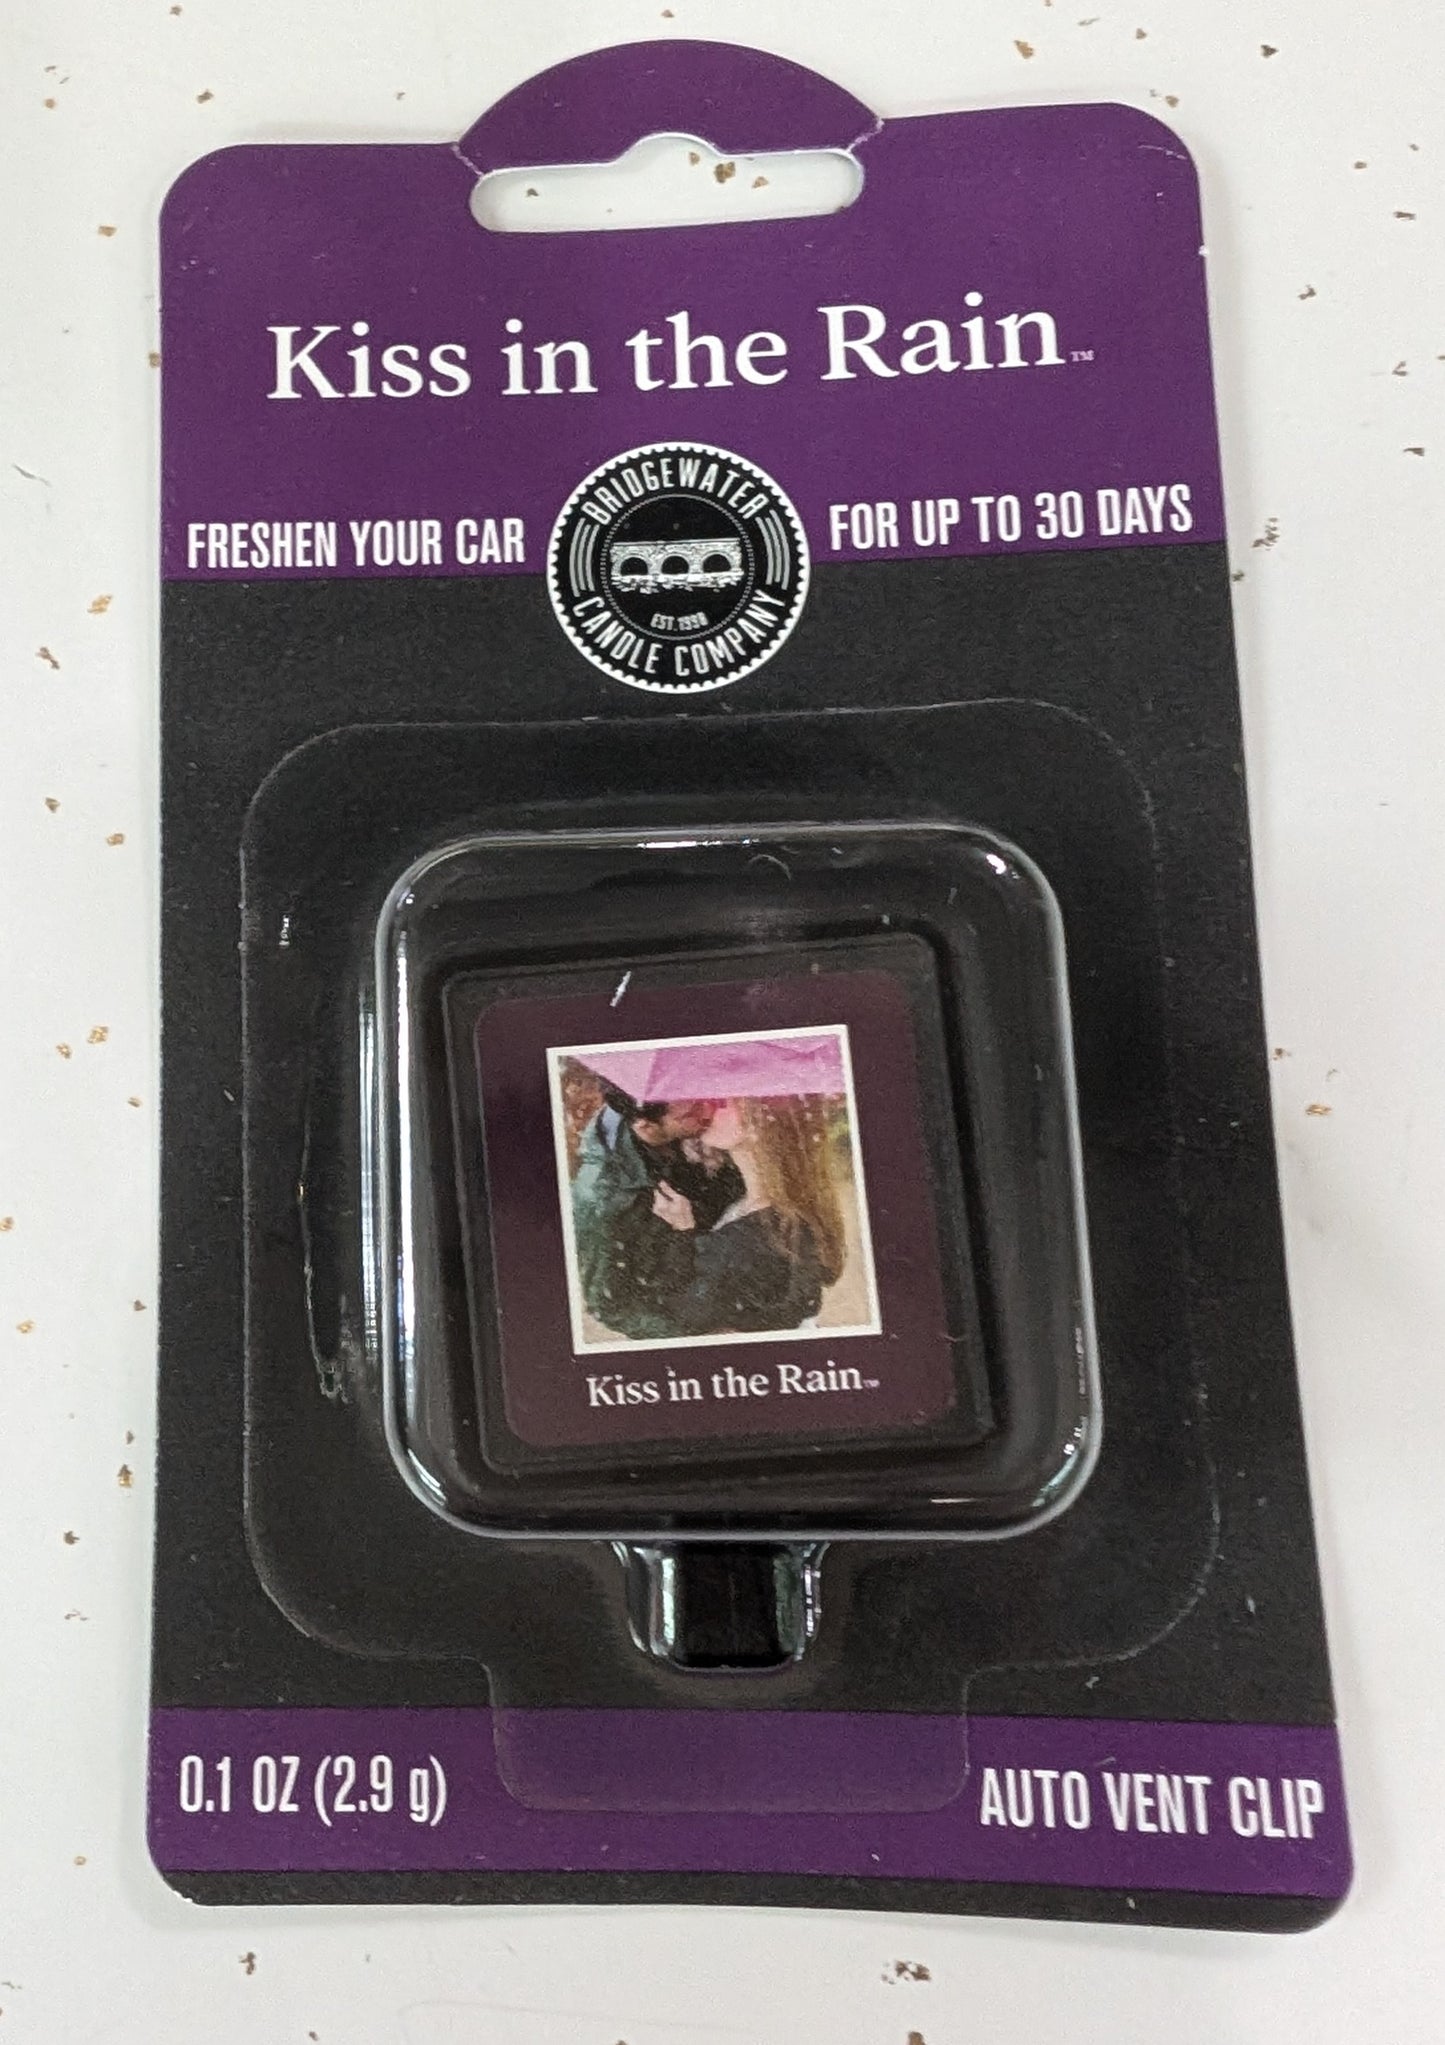 Kiss in the Rain™
FRESHEN YOUR CAR
BRIDGEWATER
EST. 1998
CANDLE COMPANY
FOR UP TO 30 DAYS
Kiss in the Rain™
0.1 OZ (2.9 g)
AUTO VENT CLIP